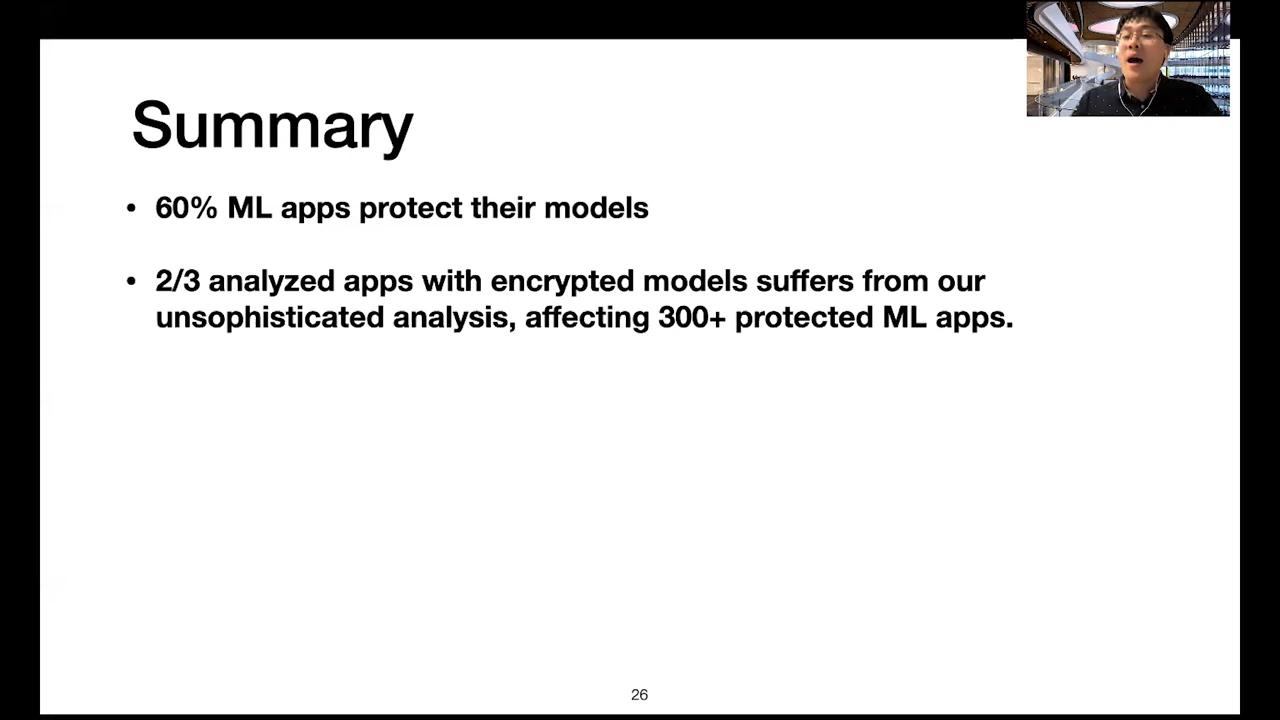 Summary
• 60% ML apps protect their models
• 2/3 analyzed apps with encrypted models suffers from our
unsophisticated analysis, affecting 300+ protected ML apps.
26